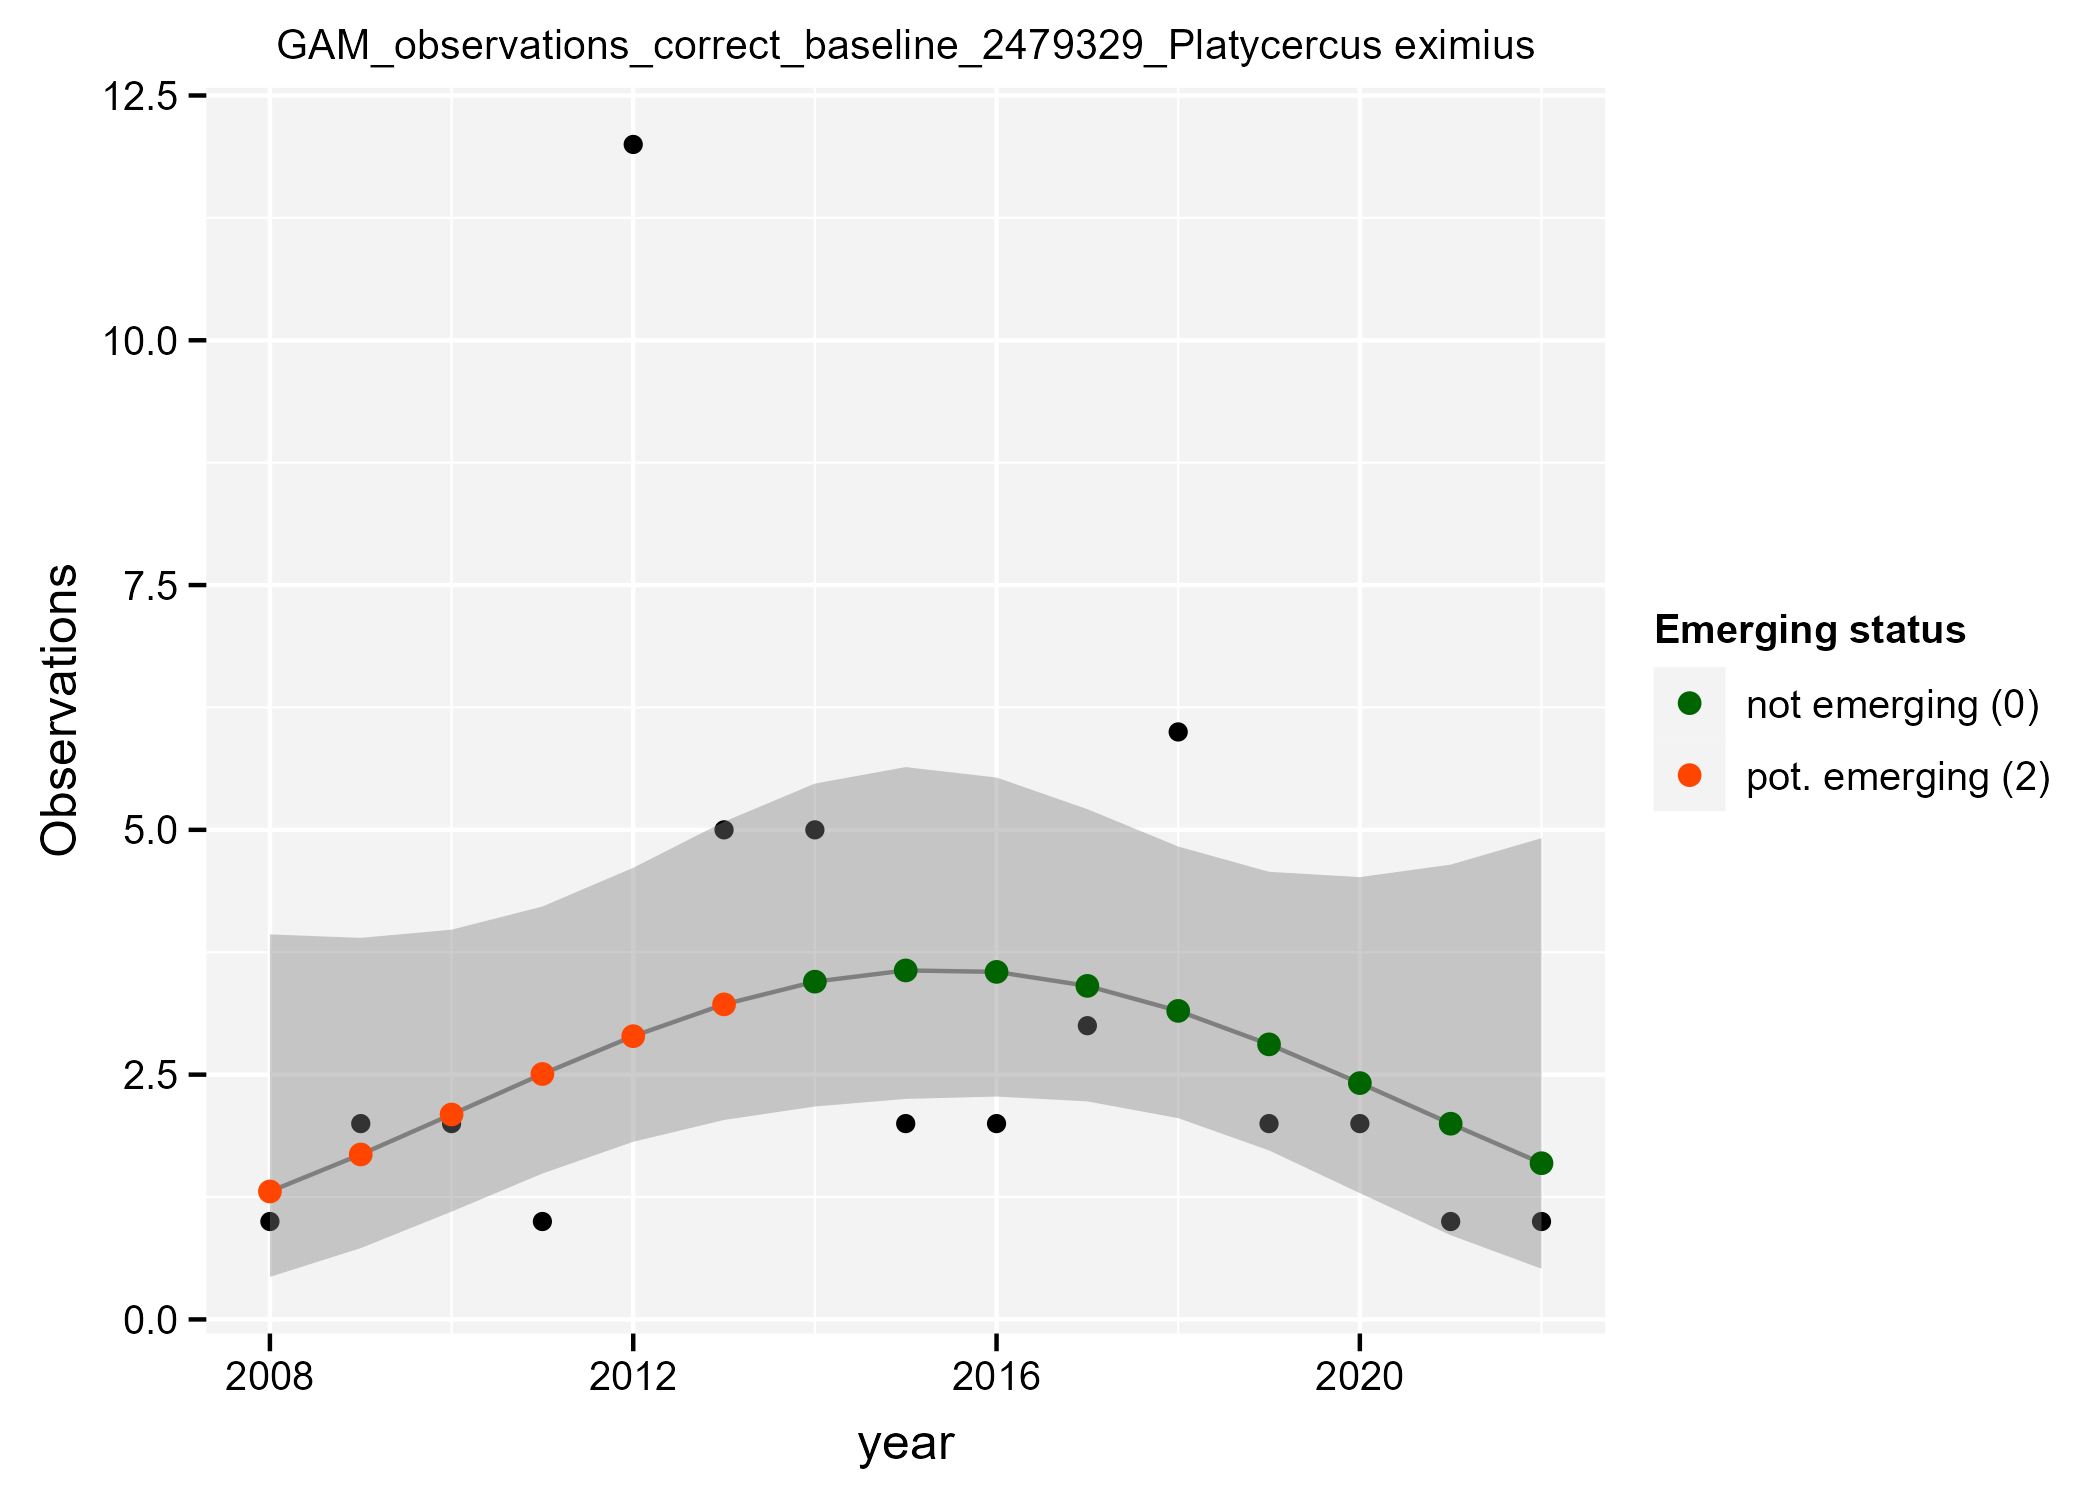 GAM_observations_correct_baseline_2479329_Platycercus eximius
12.5
10.0
7.5
5.0
2.5
0.0
Observations
2008
2012
2016
2020
year
Emerging status
not emerging (0)
pot. emerging (2)